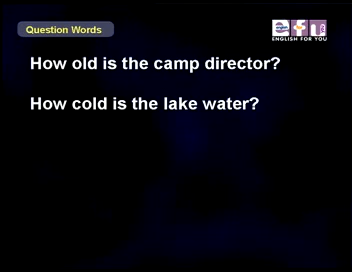 Question Words
efu
ENGLISH FOR YOU
How old is the camp director?
How cold is the lake water?